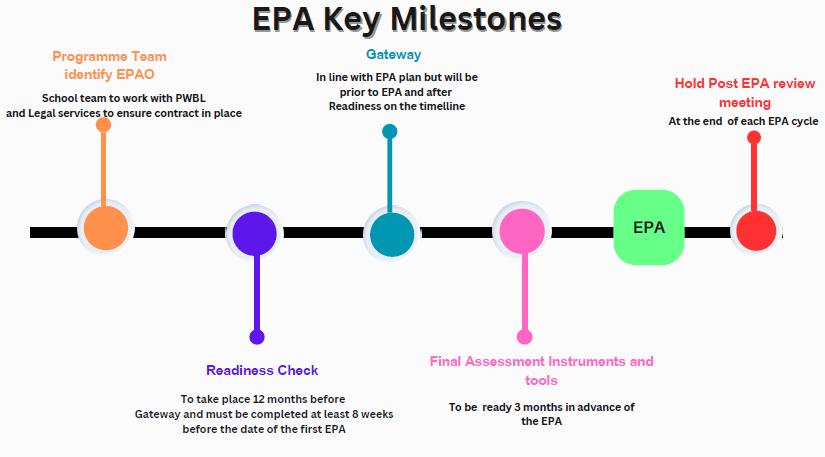 EPA Key Milestones
Programme Team
identify EPAO
School team to work with PWBL
and Legal services to ensure contract in place
Gateway
In line with EPA plan but will be
prior to EPA and after
Readiness on the timelline
Hold Post EPA review
meeting
At the end of each EPA cycle
EPA
Readiness Check
To take place 12 months before
Gateway and must be completed at least 8 weeks
before the date of the first EPA
Final Assessment Instruments and
tools
To be ready 3 months in advance of
the EPA